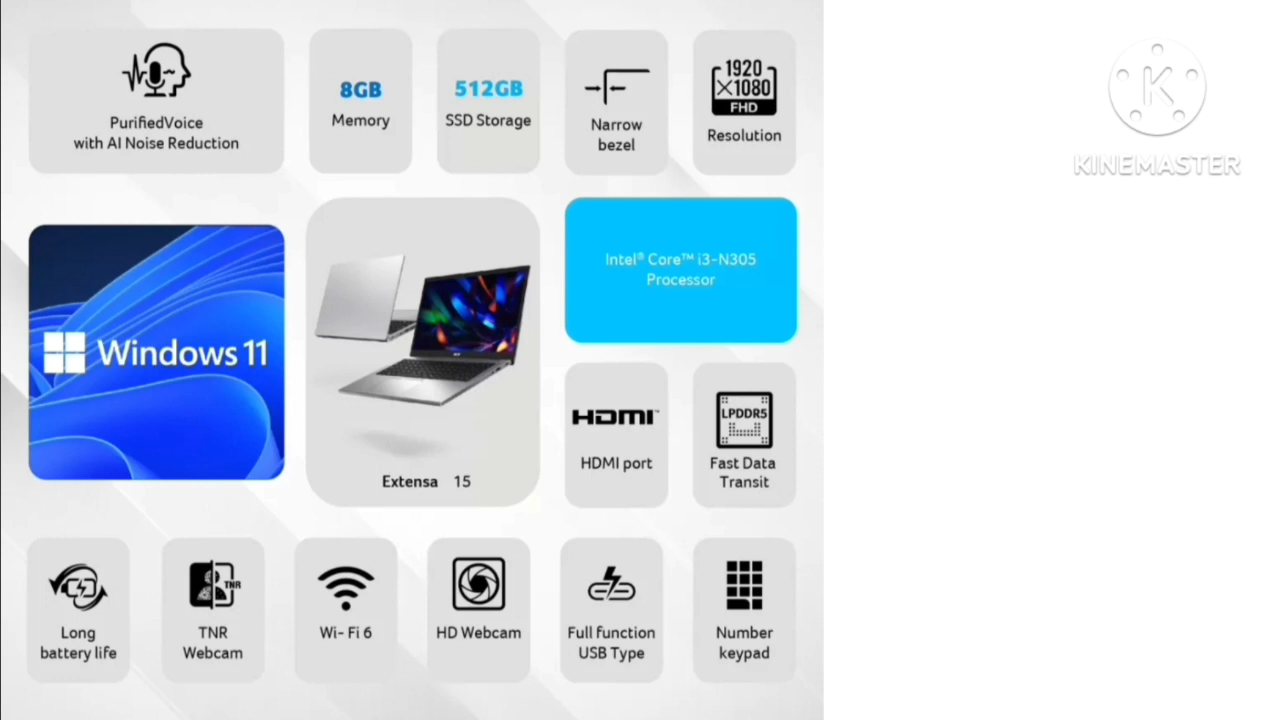 PurifiedVoice
with AI Noise Reduction
8GB
Memory
512GB
SSD Storage
Narrow
bezel
1920
×1080
FHD
Resolution
KINEMASTER
Windows 11
acer
Extensa 15
Intel® Core™ i3-N305
Processor
HDMI™
HDMI port
LPDDR5
Fast Data
Transit
Long
battery life
TNR
TNR
Webcam
Wi- Fi 6
HD Webcam
Full function
USB Type
Number
keypad